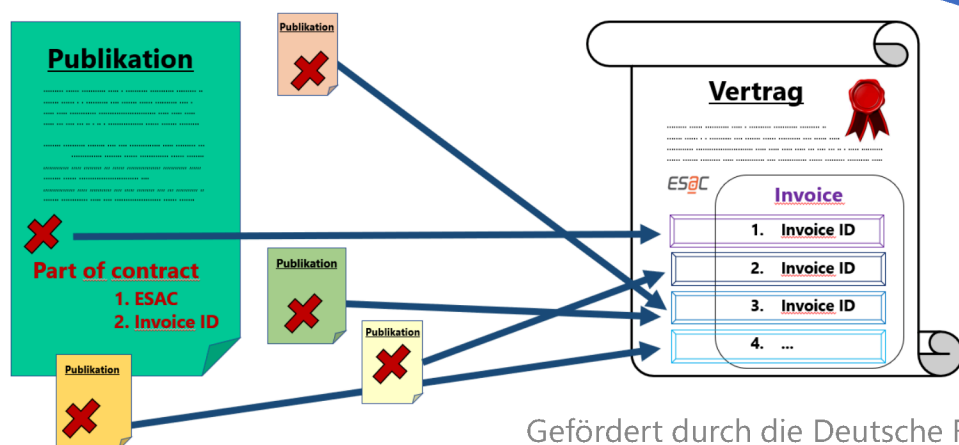 Publikation
Part of contract
1. ESAC
2. Invoice ID
Publikation
Publikation
Publikation
Publikation
Vertrag
ESAC
Invoice
1. Invoice ID
2. Invoice ID
3. Invoice ID
4. ...
Gefördert durch die Deutsche